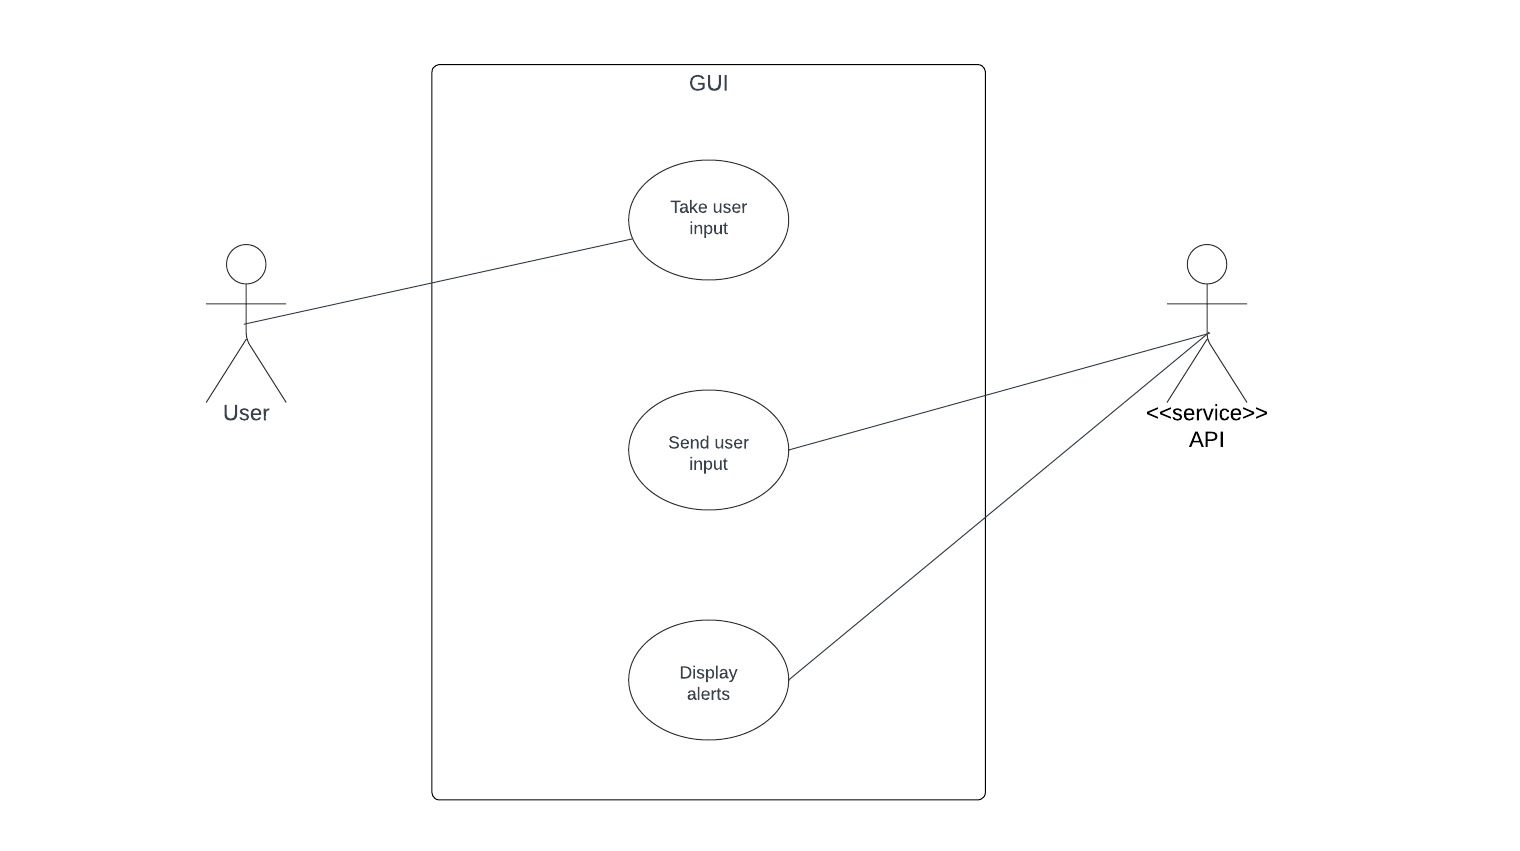 GUI
Take user
input
User
Send user
input
<<service>>
API
Display
alerts